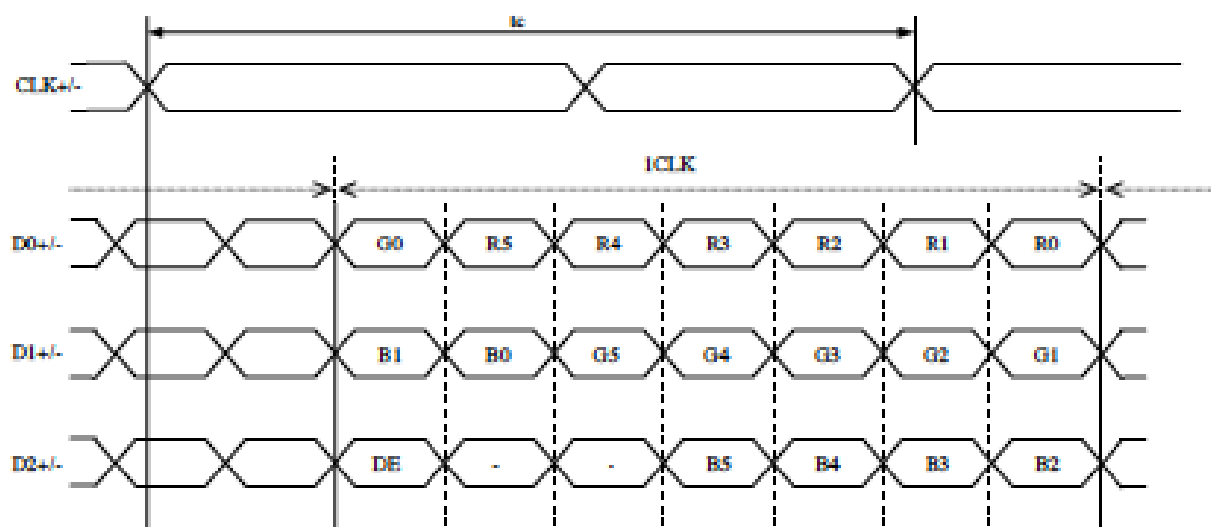 tc
CLK+/-
1CLK
D0+/- G0 R5 R4 R3 R2 R1 R0
D1+/- B1 B0 G5 G4 G3 G2 G1
D2+/- DE - - B5 B4 B3 B2